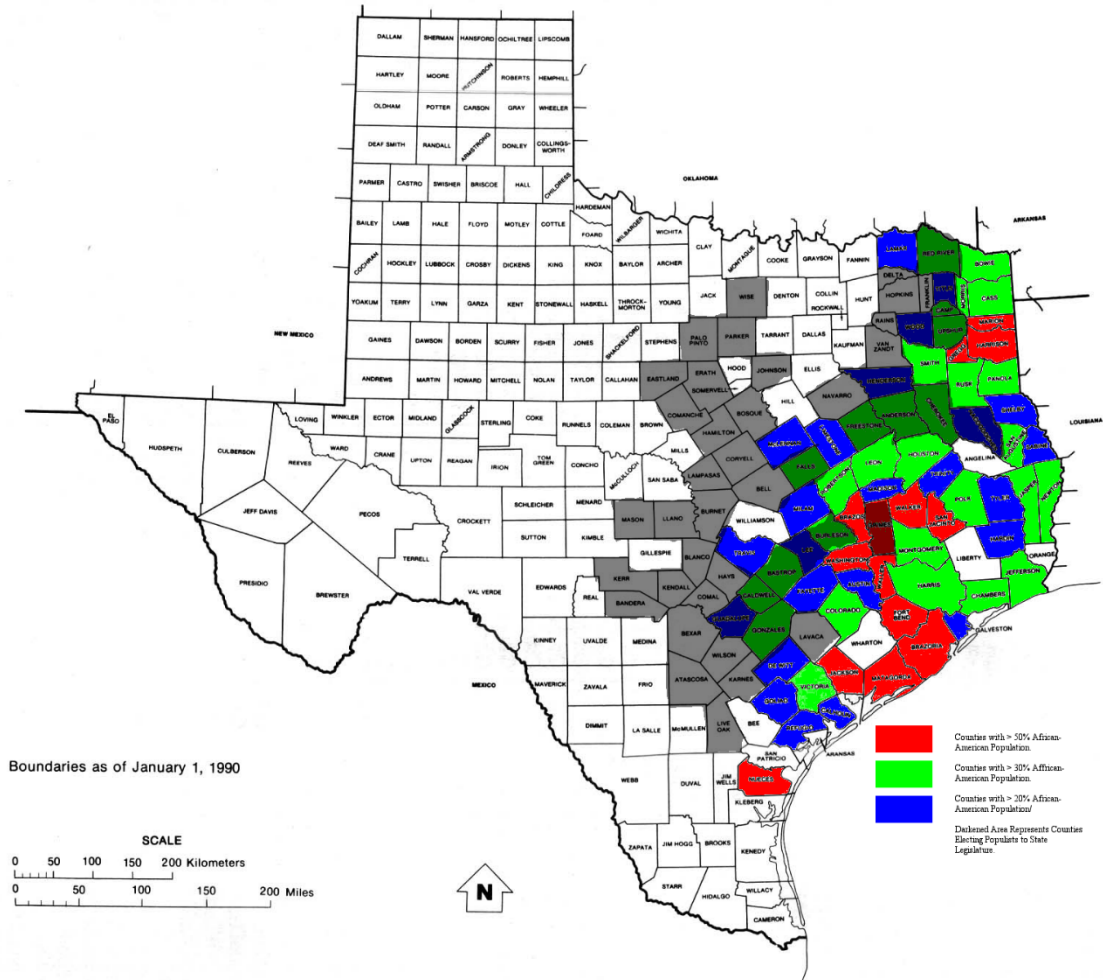 DALLAM SHERMAN HANSFORD OCHILTREE LIPSCOMB
HARTLEY MOORE HUTCHINSON ROBERTS HEMPHILL
OLDHAM POTTER CARSON GRAY WHEELER
DEAF SMITH RANDALL ARMSTRONG DONLEY COLLINGS-
WORTH
PARMER CASTRO SWISHER BRISCOE HALL CHILDRESS
OKLAHOMA
HARDEMAN
BAILEY LAMB HALE FLOYD MOTLEY COTTLE FOARD WILBARGER WICHITA
CLAY MONTAGUE COOKE GRAYSON FANNIN LAMAR RED RIVER BOWIE
ARKANSAS
COCHRAN HOCKLEY LUBBOCK CROSBY DICKENS KING KNOX BAYLOR ARCHER
DELTA HOPKINS FRANKLIN TITUS MORRIS CASS
YOAKUM TERRY LYNN GARZA KENT STONEWALL HASKELL THROCK-
MORTON YOUNG JACK WISE DENTON COLLIN
ROCKWALL HUNT RAINS WOOD CAMP UPSHUR MARION
NEW MEXICO
GAINES DAWSON BORDEN SCURRY FISHER JONES SHACKELFORD STEPHENS PALO
PINTO PARKER TARRANT DALLAS KAUFMAN VAN
ZANDT SMITH HARRISON
ANDREWS MARTIN HOWARD MITCHELL NOLAN TAYLOR CALLAHAN EASTLAND ERATH HOOD JOHNSON ELLIS HENDERSON RUSK PANOLA
SOMERVELL
EL
PASO HUDSPETH CULBERSON REEVES LOVING WINKLER ECTOR MIDLAND GLASSCOCK STERLING COKE RUNNELS COLEMAN BROWN COMANCHE BOSQUE HILL NAVARRO FREESTONE ANDERSON CHEROKEE SHELBY
LOUISIANA
WARD CRANE UPTON REAGAN IRION TOM
GREEN CONCHO McCULLOCH SAN SABA MILLS HAMILTON CORYELL FALLS LEON HOUSTON ANGELINA SAN
SABINE
JEFF DAVIS PECOS CROCKETT SCHLEICHER MENARD LAMPASAS BELL ROBERTSON MADISON POLK TYLER JASPER NEWTON
PRESIDIO BREWSTER TERRELL SUTTON KIMBLE MASON LLANO BURNET WILLIAMSON MILAM BURLESON BRAZOS GRIMES WALKER SAN
JACINTO HARDIN
VAL VERDE EDWARDS GILLESPIE BLANCO TRAVIS LEE WASHINGTON MONTGOMERY LIBERTY ORANGE
REAL KERR KENDALL HAYS BASTROP AUSTIN HARRIS JEFFERSON
BANDERA COMAL CALDWELL FAYETTE COLORADO CHAMBERS
KINNEY UVALDE MEDINA BEXAR GUADALUPE GONZALES LAVACA WHARTON FORT
BEND BRAZORIA GALVESTON
MEXICO
MAVERICK ZAVALA FRIO ATASCOSA WILSON KARNES DE WITT VICTORIA JACKSON MATAGORDA
DIMMIT LA SALLE McMULLEN LIVE
OAK BEE GOLIAD REFUGIO CALHOUN
SAN
PATRICIO ARANSAS
WEBB DUVAL JIM
WELLS NUECES
KLEBERG
ZAPATA JIM HOGG BROOKS KENEDY
STARR HIDALGO WILLACY
CAMERON
Counties with > 50% African-
American Population.
Counties with > 30% African-
American Population.
Counties with > 20% African-
American Population/
Darkened Area Represents Counties
Electing Populists to State
Legislature.
Boundaries as of January 1, 1990
SCALE
0 50 100 150 200 Kilometers
0 50 100 150 200 Miles
N